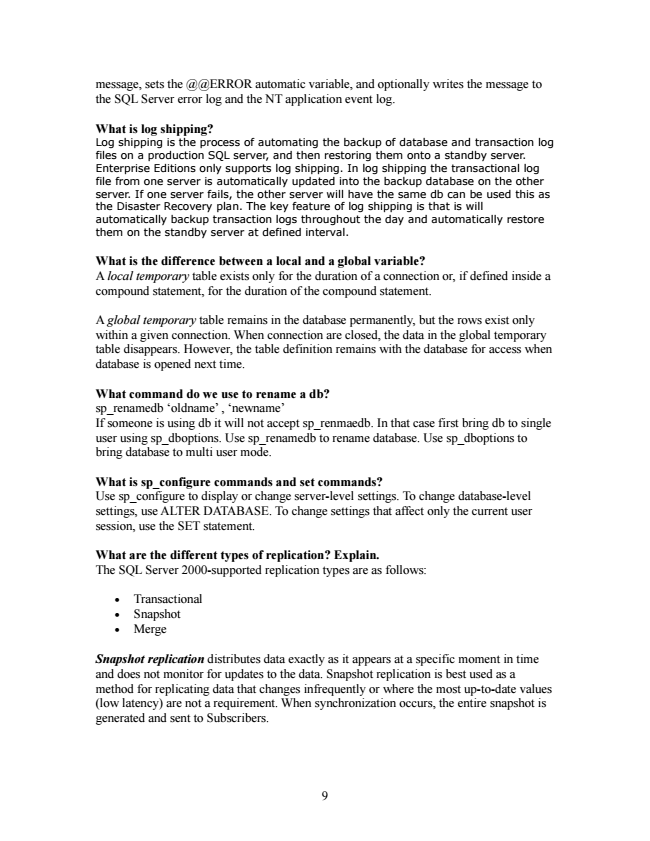 message, sets the @@ERROR automatic variable, and optionally writes the message to
the SQL Server error log and the NT application event log.
What is log shipping?
Log shipping is the process of automating the backup of database and transaction log
files on a production SQL server, and then restoring them onto a standby server.
Enterprise Editions only supports log shipping. In log shipping the transactional log
file from one server is automatically updated into the backup database on the other
server. If one server fails, the other server will have the same db can be used this as
the Disaster Recovery plan. The key feature of log shipping is that is will
automatically backup transaction logs throughout the day and automatically restore
them on the standby server at defined interval.
What is the difference between a local and a global variable?
A local temporary table exists only for the duration of a connection or, if defined inside a
compound statement, for the duration of the compound statement.
A global temporary table remains in the database permanently, but the rows exist only
within a given connection. When connection are closed, the data in the global temporary
table disappears. However, the table definition remains with the database for access when
database is opened next time.
What command do we use to rename a db?
sp_renamedb ‘oldname’ , ‘newname’
If someone is using db it will not accept sp_renmaedb. In that case first bring db to single
user using sp_dboptions. Use sp_renamedb to rename database. Use sp_dboptions to
bring database to multi user mode.
What is sp_configure commands and set commands?
Use sp_configure to display or change server-level settings. To change database-level
settings, use ALTER DATABASE. To change settings that affect only the current user
session, use the SET statement.
What are the different types of replication? Explain.
The SQL Server 2000-supported replication types are as follows:
• Transactional
• Snapshot
• Merge
Snapshot replication distributes data exactly as it appears at a specific moment in time
and does not monitor for updates to the data. Snapshot replication is best used as a
method for replicating data that changes infrequently or where the most up-to-date values
(low latency) are not a requirement. When synchronization occurs, the entire snapshot is
generated and sent to Subscribers.
9